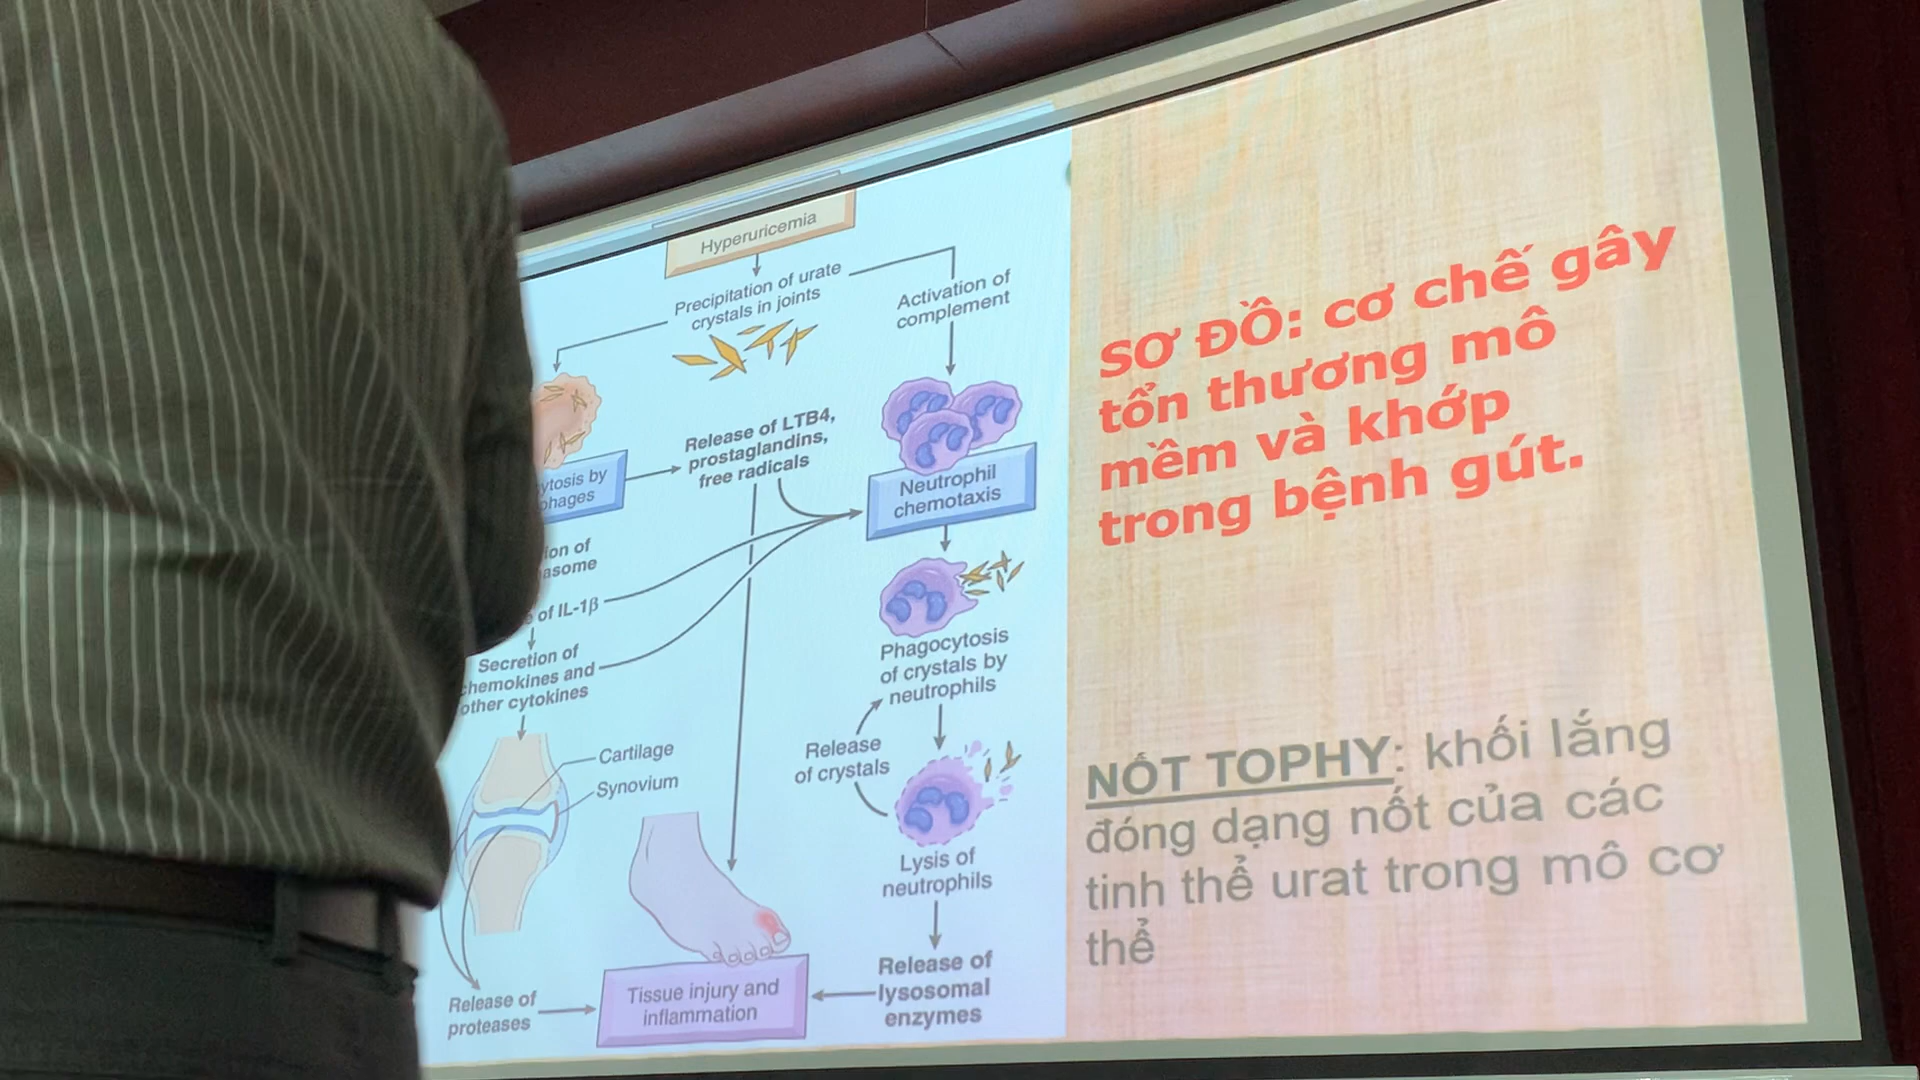 Hyperuricemia
Precipitation of urate
crystals in joints
Activation of
complement
Release of LTB4,
prostaglandins,
free radicals
Neutrophil
chemotaxis
by
of
of IL-1β
Secretion of
and
other cytokines
Cartilage
Synovium
Phagocytosis
of crystals by
neutrophils
Release
of crystals
Lysis of
neutrophils
Release of
lysosomal
enzymes
Release of
proteases
Tissue injury and
inflammation
SƠ ĐỒ: cơ chế gây
tổn thương mô
mềm và khớp
trong bệnh gút.
NỐT TOPHY: khối lắng
đóng dạng nốt của các
tinh thể urat trong mô cơ
thể